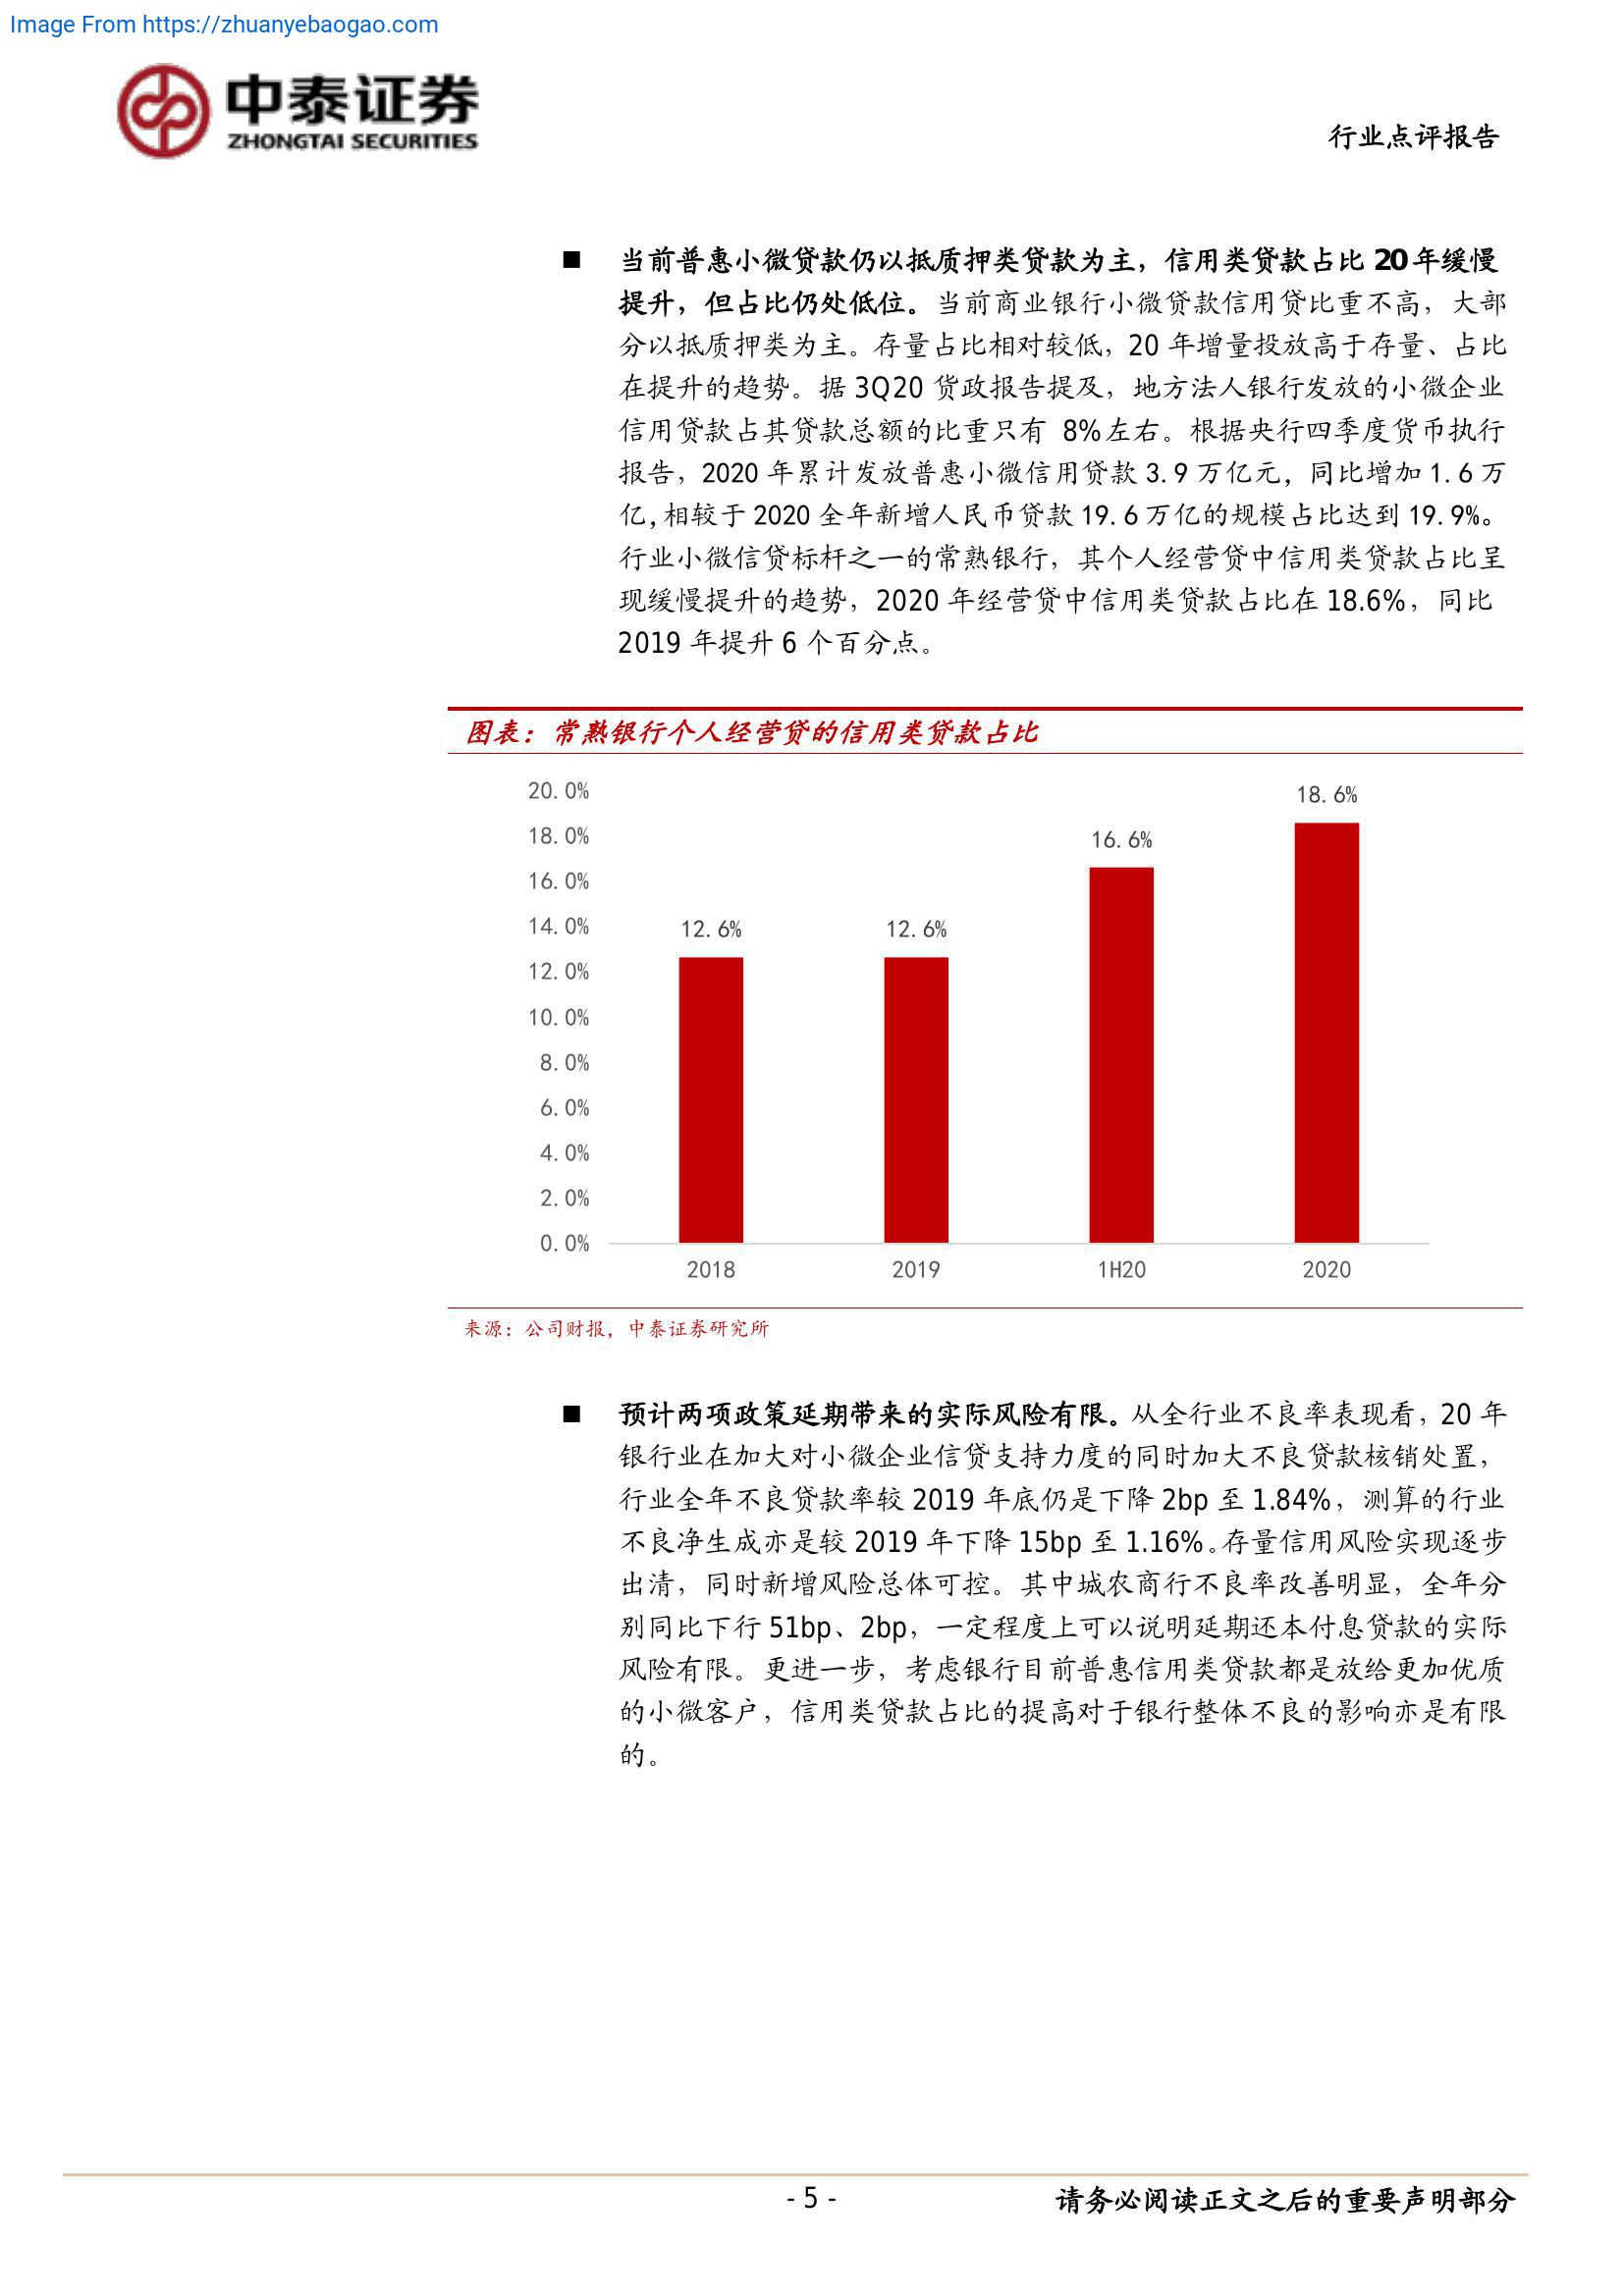 Image From https://zhuanyebaogao.com
中泰证券
ZHONGTAI SECURITIES
行业点评报告
■ 当前普惠小微贷款仍以抵质押类贷款为主，信用类贷款占比 20 年缓慢
提升，但占比仍处低位。当前商业银行小微贷款信用贷比重不高，大部
分以抵质押类为主。存量占比相对较低，20 年增量投放高于存量、占比
在提升的趋势。据 3Q20 货政报告提及，地方法人银行发放的小微企业
信用贷款占其贷款总额的比重只有 8%左右。根据央行四季度货币执行
报告，2020 年累计发放普惠小微信用贷款 3.9 万亿元，同比增加 1.6 万
亿，相较于 2020 全年新增人民币贷款 19.6 万亿的规模占比达到 19.9%。
行业小微信贷标杆之一的常熟银行，其个人经营贷中信用类贷款占比呈
现缓慢提升的趋势，2020 年经营贷中信用类贷款占比在 18.6%，同比
2019 年提升 6 个百分点。
图表：常熟银行个人经营贷的信用类贷款占比
20.0%
18.0%
16.0%
14.0%
12.0%
10.0%
8.0%
6.0%
4.0%
2.0%
0.0%
12.6%
12.6%
16.6%
18.6%
2018
2019
1H20
2020
来源：公司财报，中泰证券研究所
■ 预计两项政策延期带来的实际风险有限。从全行业不良率表现看，20 年
银行业在加大对小微企业信贷支持力度的同时加大不良贷款核销处置，
行业全年不良贷款率较 2019 年底仍是下降 2bp 至 1.84%，测算的行业
不良净生成亦是较 2019 年下降 15bp 至 1.16%。存量信用风险实现逐步
出清，同时新增风险总体可控。其中城农商行不良率改善明显，全年分
别同比下行 51bp、2bp，一定程度上可以说明延期还本付息贷款的实际
风险有限。更进一步，考虑银行目前普惠信用类贷款都是放给更加优质
的小微客户，信用类贷款占比的提高对于银行整体不良的影响亦是有限
的。
- 5 -
请务必阅读正文之后的重要声明部分